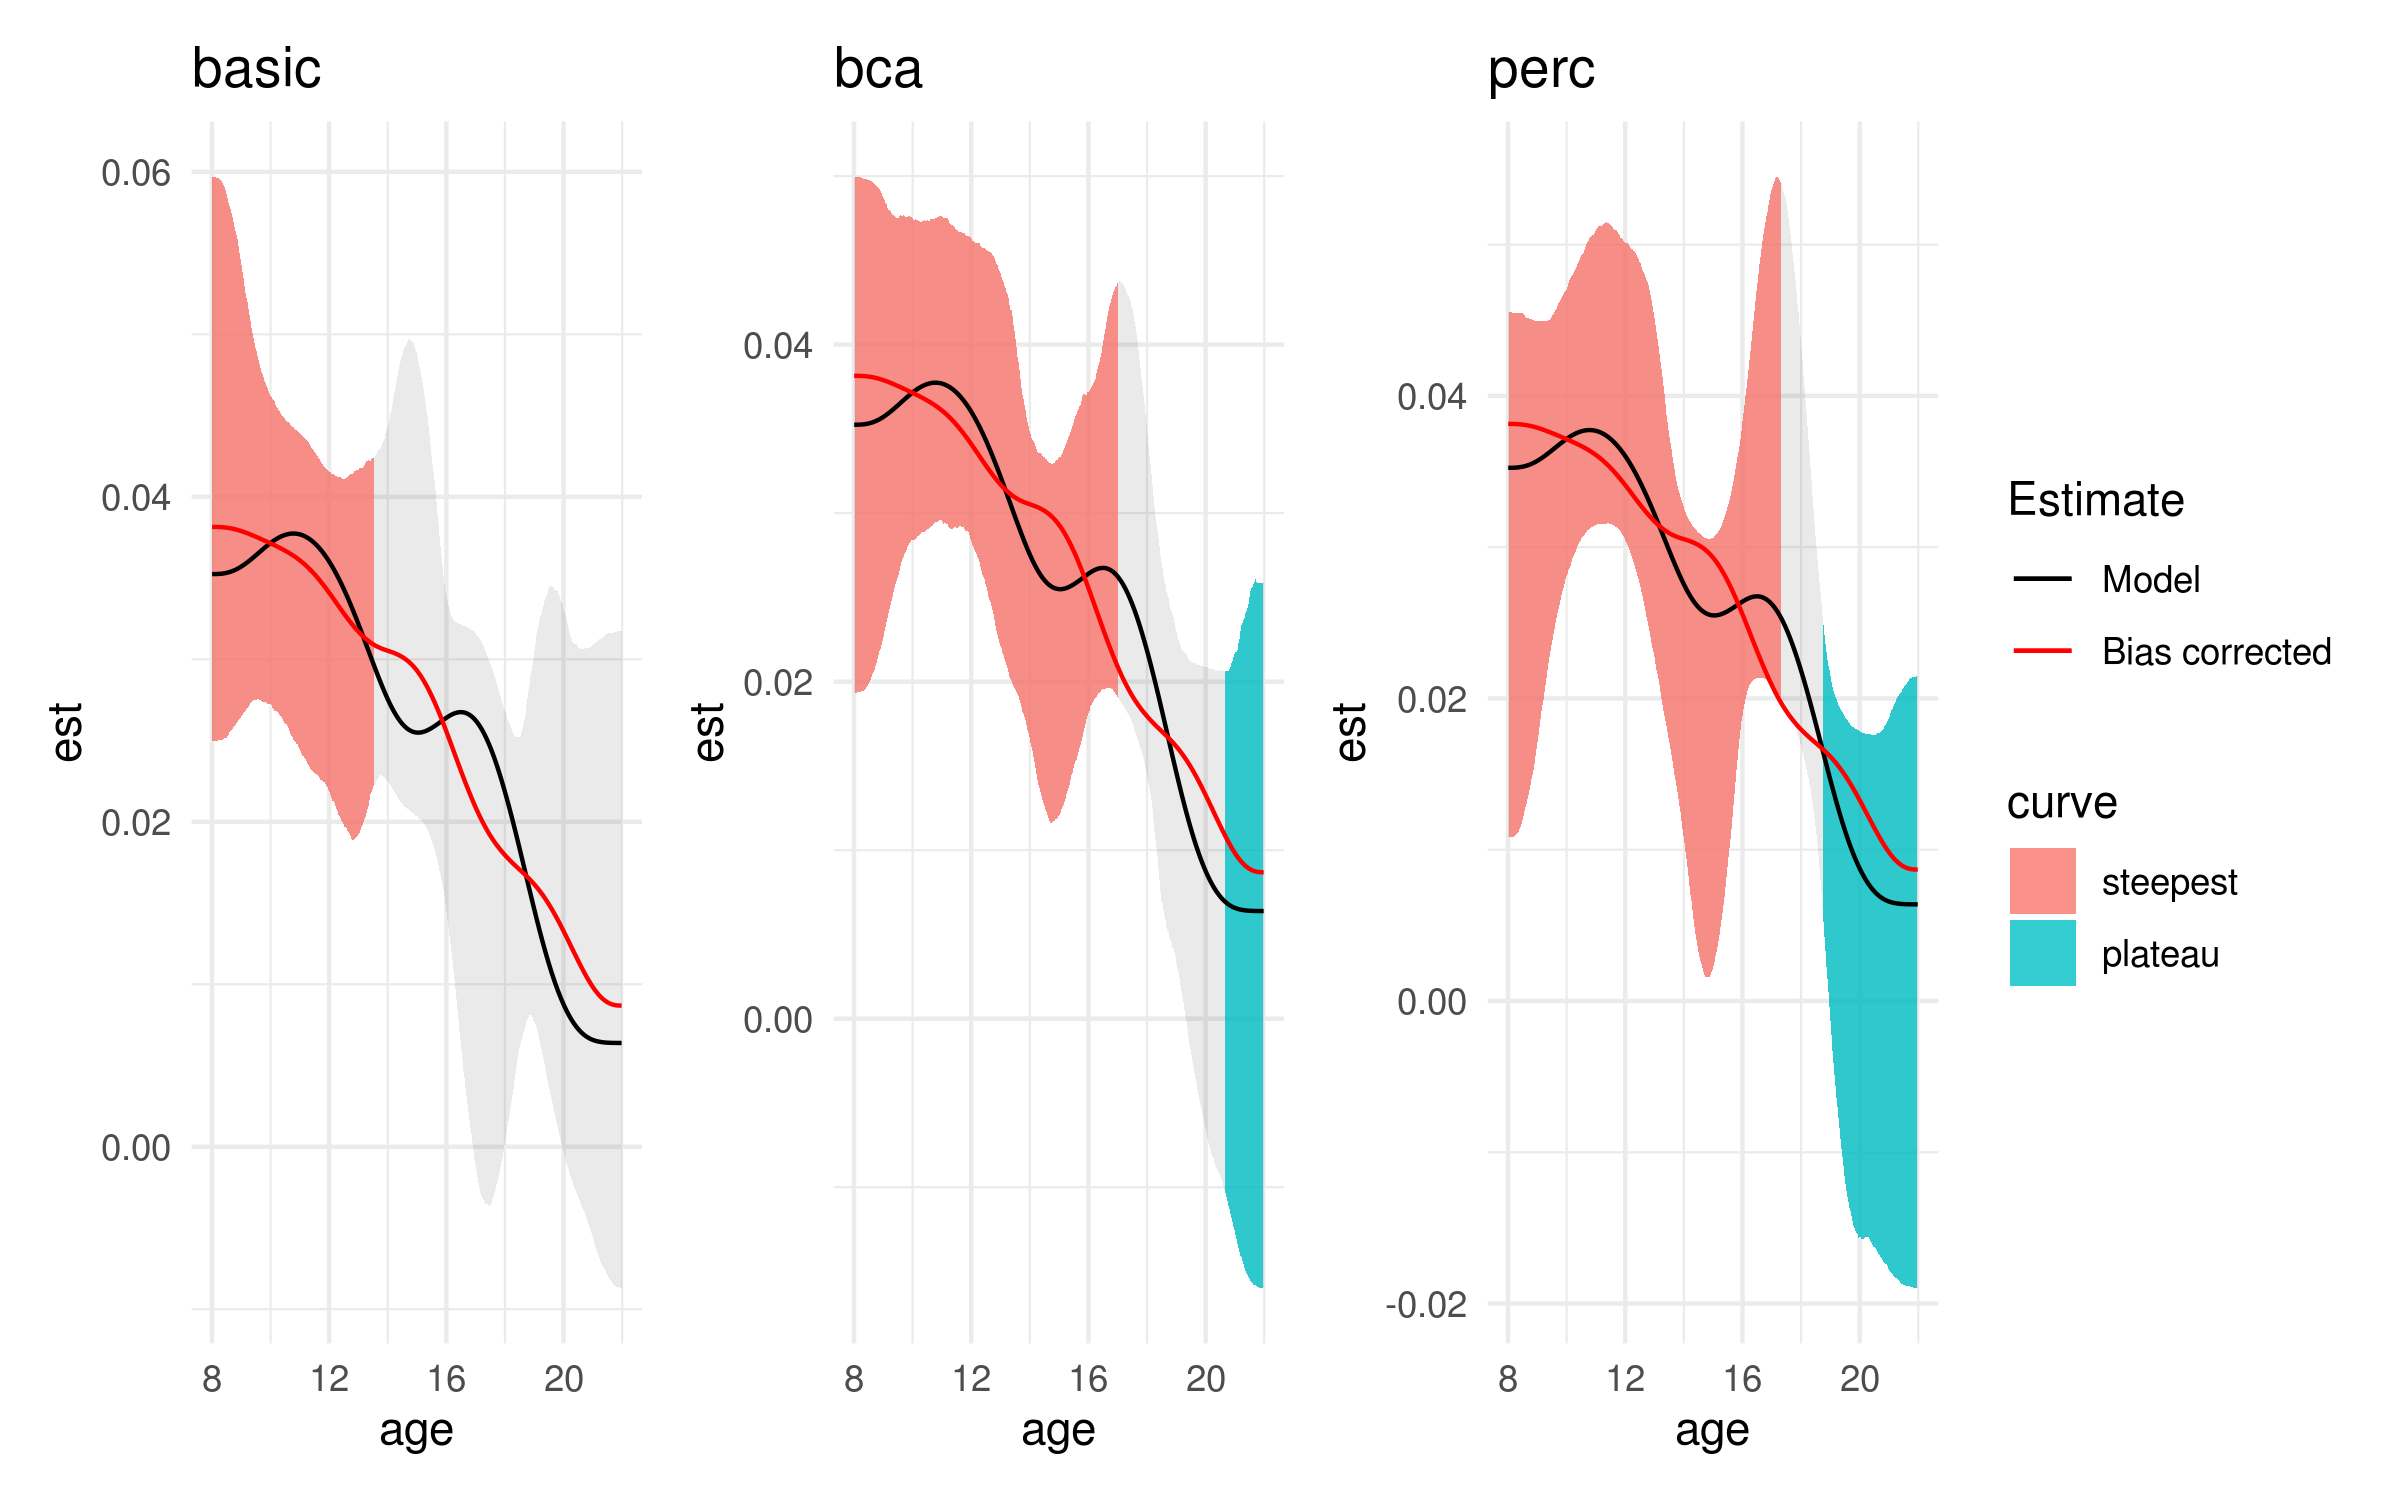 basic
bca
perc
0.06
0.04
0.02
0.00
est
8 12 16 20
age
0.04
0.02
0.00
est
8 12 16 20
age
0.04
0.02
0.00
-0.02
est
8 12 16 20
age
Estimate
Model
Bias corrected
curve
steepest
plateau